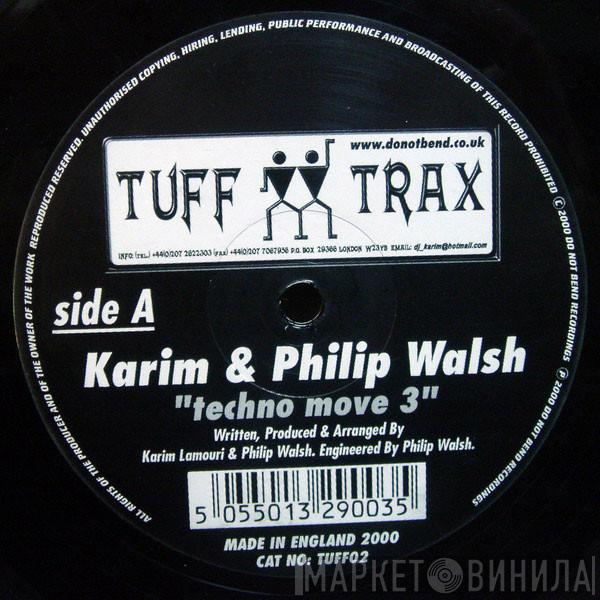 ALL RIGHTS OF THE PRODUCER AND OF THE OWNER OF THE WORK REPRODUCED RESERVED. UNAUTHORISED COPYING, HIRING, LENDING, PUBLIC PERFORMANCE AND BROADCASTING OF THIS RECORD PROHIBITED © 2000 DO NOT BEND RECORDINGS ℗ 2000 DO NOT BEND RECORDINGS
www.donotbend.co.uk
TUFF TRAX
INFO: (TEL.) +44(0)207 2622303 (FAX) +44(0)207 7067956 P.O. BOX 29366 LONDON W23YB EMAIL: dj_karim@hotmail.com
side A
Karim & Philip Walsh
"techno move 3"
Written, Produced & Arranged By
Karim Lamouri & Philip Walsh. Engineered By Philip Walsh.
5 055013 290035
MADE IN ENGLAND 2000
CAT NO: TUFF02
МАРКЕТ ВИНИЛА